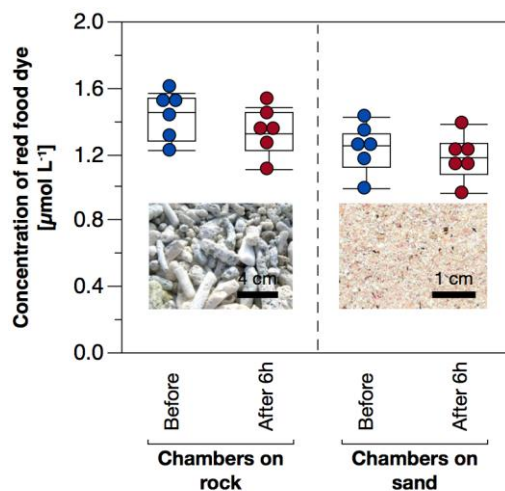 Concentration of red food dye
[µmol L⁻¹]
2.0
1.6
1.2
0.8
0.4
0.0
4 cm
1 cm
Before
After 6h
Before
After 6h
Chambers on
rock
Chambers on
sand